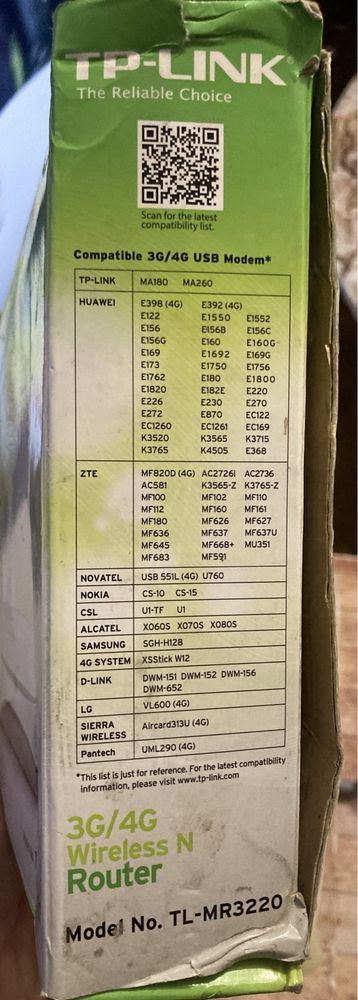 TP-LINK
The Reliable Choice
Scan for the latest
compatibility list.
Compatible 3G/4G USB Modem*
TP-LINK MA180 MA260
HUAWEI E398 (4G) E392 (4G)
E122 E1550 E1552
E156 E156B E156C
E156G E160 E160G
E169 E1692 E169G
E173 E1750 E1756
E1762 E180 E1800
E1820 E182E E220
E226 E230 E270
E272 E870 EC122
EC1260 EC1261 EC169
K3520 K3565 K3715
K3765 K4505 E368
ZTE MF820D (4G) AC2726i AC2736
AC581 K3565-Z K3765-Z
MF100 MF102 MF110
MF112 MF160 MF161
MF180 MF626 MF627
MF636 MF637 MF637U
MF645 MF668+ MU351
MF683 MF591
NOVATEL USB 551L (4G) U760
NOKIA CS-10 CS-15
CSL U1-TF U1
ALCATEL X060S X070S X080S
SAMSUNG SGH-H128
4G SYSTEM XSStick W12
D-LINK DWM-151 DWM-152 DWM-156
DWM-652
LG VL600 (4G)
SIERRA WIRELESS Aircard313U (4G)
Pantech UML290 (4G)
*This list is just for reference. For the latest compatibility
information, please visit www.tp-link.com
3G/4G
Wireless N
Router
Model No. TL-MR3220